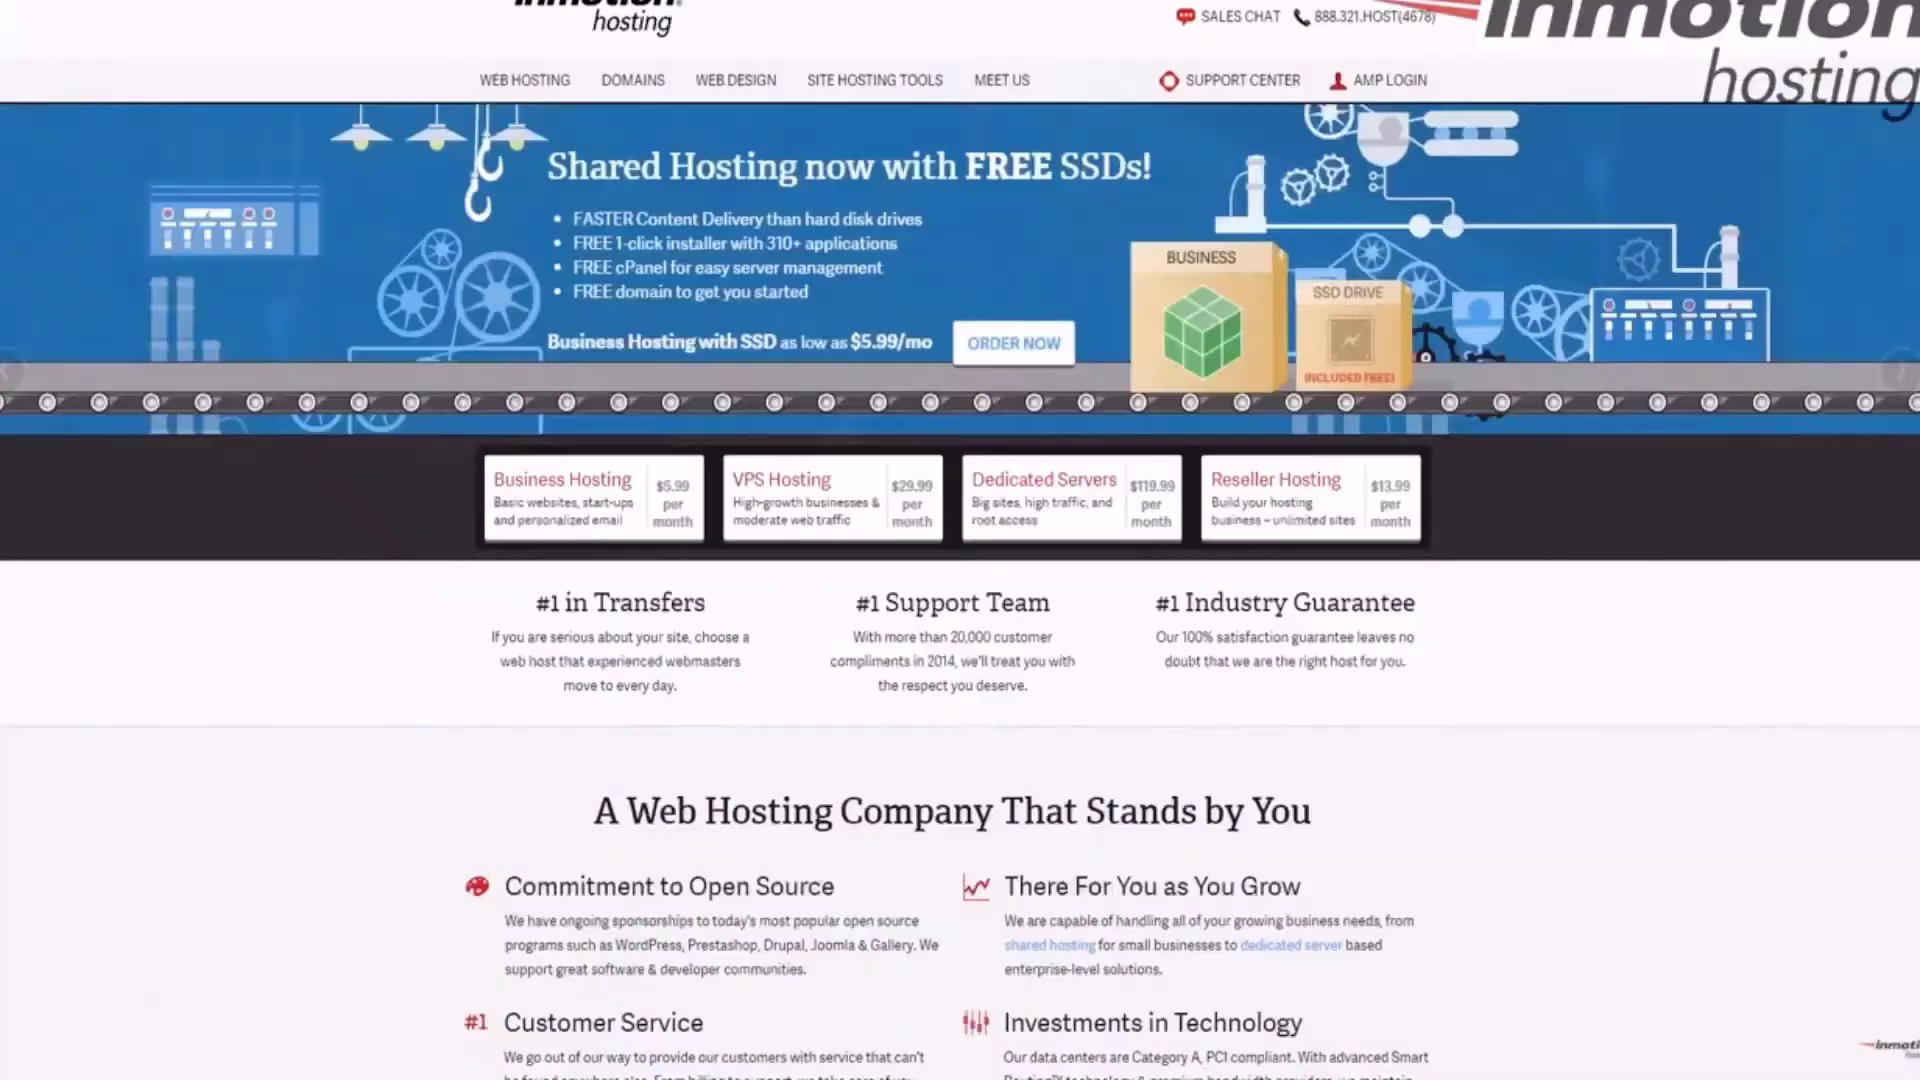 inmotion
hosting
SALES CHAT
888.321.HOST(4678)
inmotion
hosting
WEB HOSTING
DOMAINS
WEB DESIGN
SITE HOSTING TOOLS
MEET US
SUPPORT CENTER
AMP LOGIN
Shared Hosting now with FREE SSDs!
• FASTER Content Delivery than hard disk drives
• FREE 1-click installer with 310+ applications
• FREE cPanel for easy server management
• FREE domain to get you started
Business Hosting with SSD as low as $5.99/mo
ORDER NOW
BUSINESS
SSD DRIVE
INCLUDED FREE!
Business Hosting
Basic websites, start-ups
and personalized email
$5.99
per
month
VPS Hosting
High-growth businesses &
moderate web traffic
$29.99
per
month
Dedicated Servers
Big sites, high traffic, and
root access
$119.99
per
month
Reseller Hosting
Build your hosting
business – unlimited sites
$13.99
per
month
#1 in Transfers
If you are serious about your site, choose a
web host that experienced webmasters
move to every day.
#1 Support Team
With more than 20,000 customer
compliments in 2014, we'll treat you with
the respect you deserve.
#1 Industry Guarantee
Our 100% satisfaction guarantee leaves no
doubt that we are the right host for you.
A Web Hosting Company That Stands by You
Commitment to Open Source
We have ongoing sponsorships to today's most popular open source
programs such as WordPress, Prestashop, Drupal, Joomla & Gallery. We
support great software & developer communities.
There For You as You Grow
We are capable of handling all of your growing business needs, from
shared hosting for small businesses to dedicated server based
enterprise-level solutions.
#1 Customer Service
We go out of our way to provide our customers with service that can't
Investments in Technology
Our data centers are Category A, PCI compliant. With advanced Smart